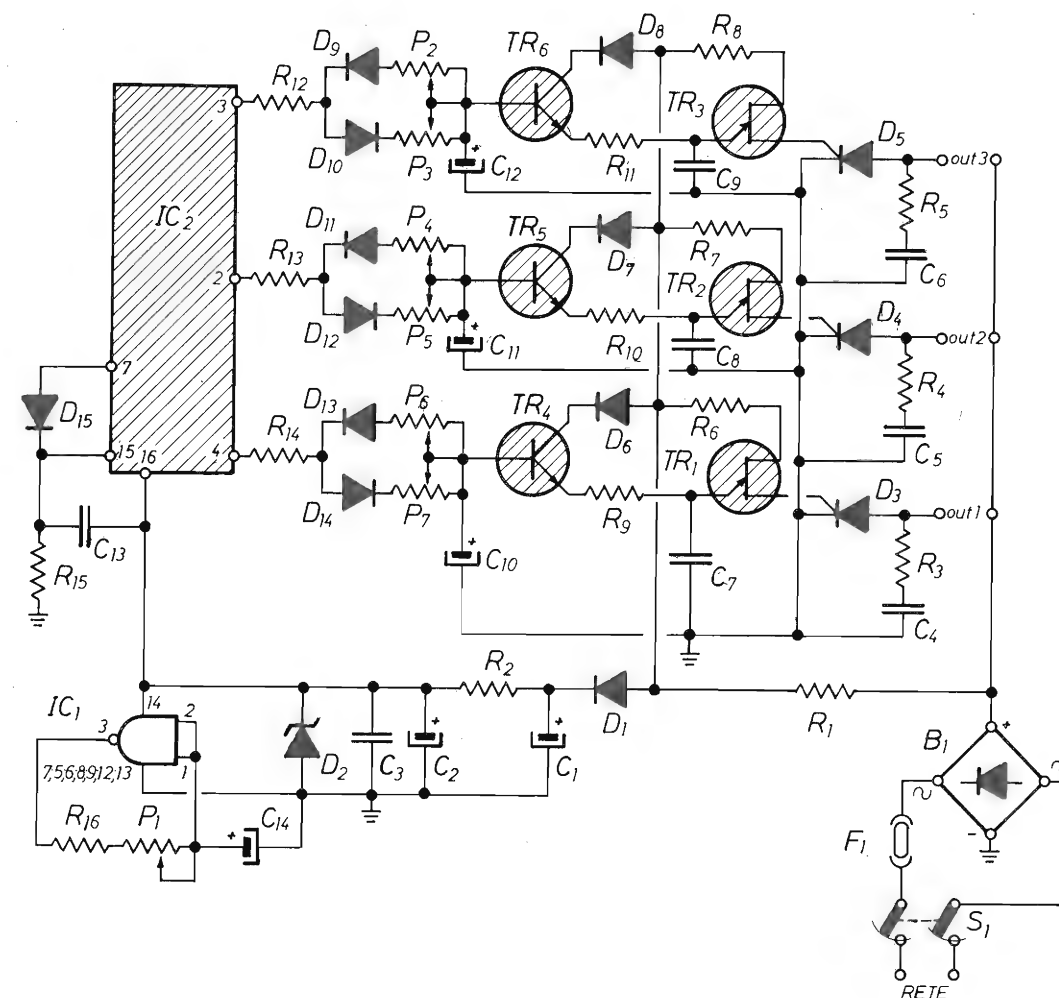 D8
R8
D9
P2
TR6
R12
TR3
3
D5
D10
P3
+
C12
R11
C9
out3
IC2
D11
P4
TR5
R5
R13
D7
R7
2
TR2
C6
D4
D12
P5
+
C11
R10
C8
out2
7
D13
P6
TR4
R4
D15
R14
D6
R6
15
16
4
TR1
C5
D3
D14
P7
R9
out1
C13
+
C10
C7
R3
R15
C4
R2
14
IC1
3
2
D1
R1
+
+
+
B1
7,5,6,8,9,12,13
1
D2
C3
C2
C1
~
~
R16
P1
+
C14
-
F1
S1
RETE